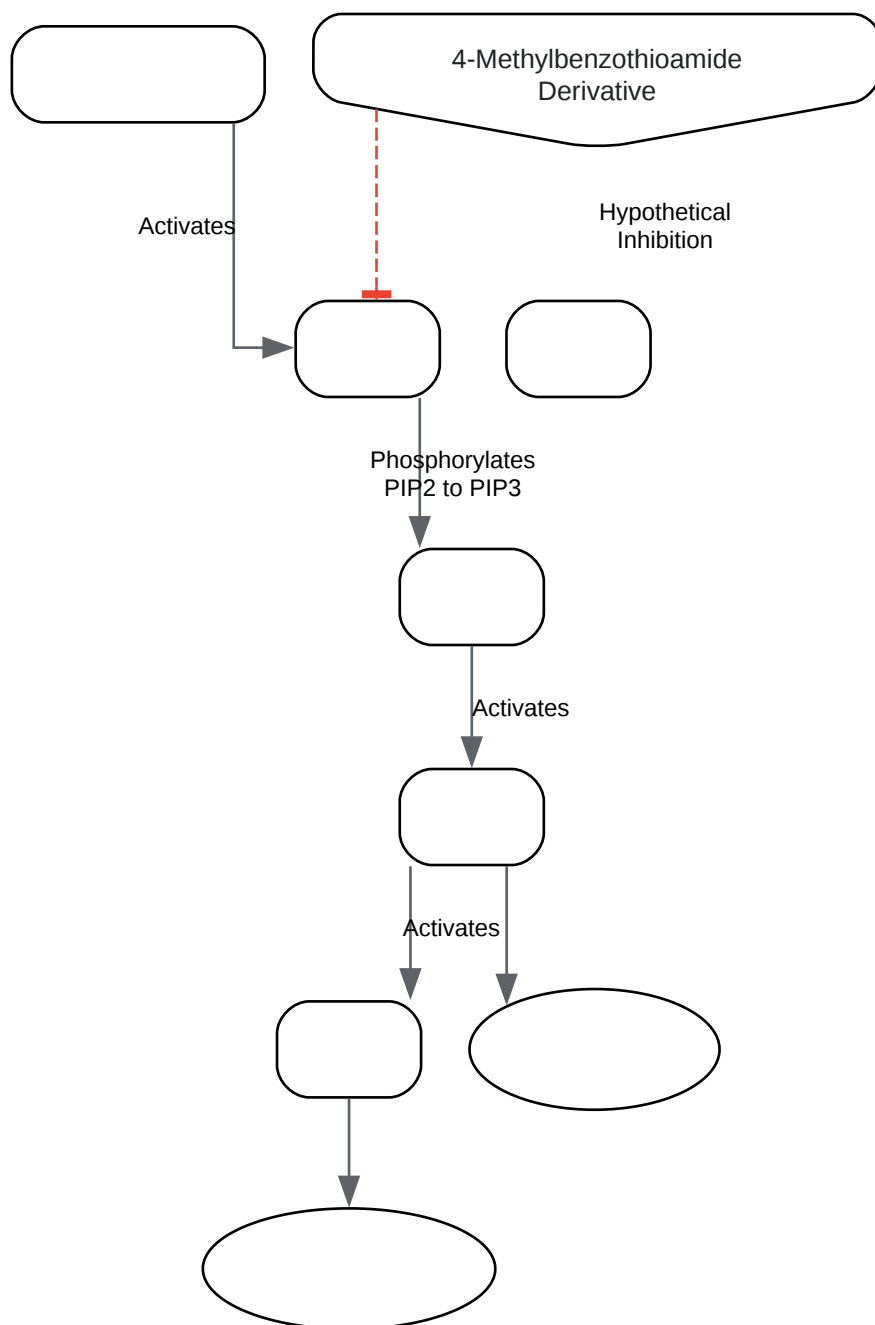 4-Methylbenzothioamide
Derivative
Activates
Hypothetical
Inhibition
Phosphorylates
PIP2 to PIP3
Activates
Activates